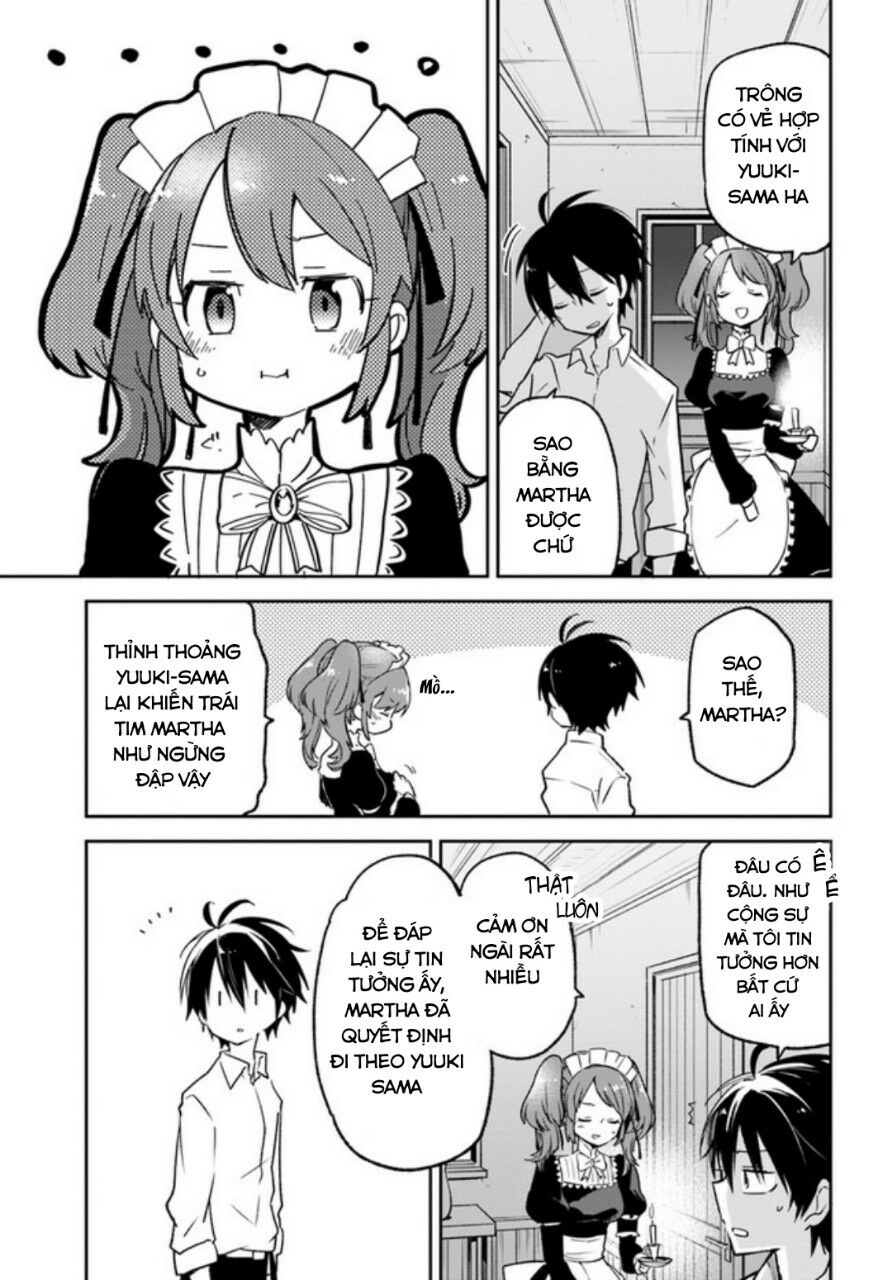 TRÔNG
CÓ VẺ HỢP
TÍNH VỚI
YUUKI-
SAMA HA
SAO
BẰNG
MARTHA
ĐƯỢC
CHỨ
SAO
THẾ,
MARTHA?
Mồ...
THỈNH THOẢNG
YUUKI-SAMA
LẠI KHIẾN TRÁI
TIM MARTHA
NHƯ NGỪNG
ĐẬP VẬY
Ê
Ể
ĐÂU CÓ
ĐÂU. NHƯ
CỘNG SỰ
MÀ TÔI TIN
TƯỞNG HƠN
BẤT CỨ
AI ẤY
THẬT
LUÔN
CẢM ƠN
NGÀI RẤT
NHIỀU
ĐỂ ĐÁP
LẠI SỰ TIN
TƯỞNG ẤY,
MARTHA ĐÃ
QUYẾT ĐỊNH
ĐI THEO YUUKI
SAMA